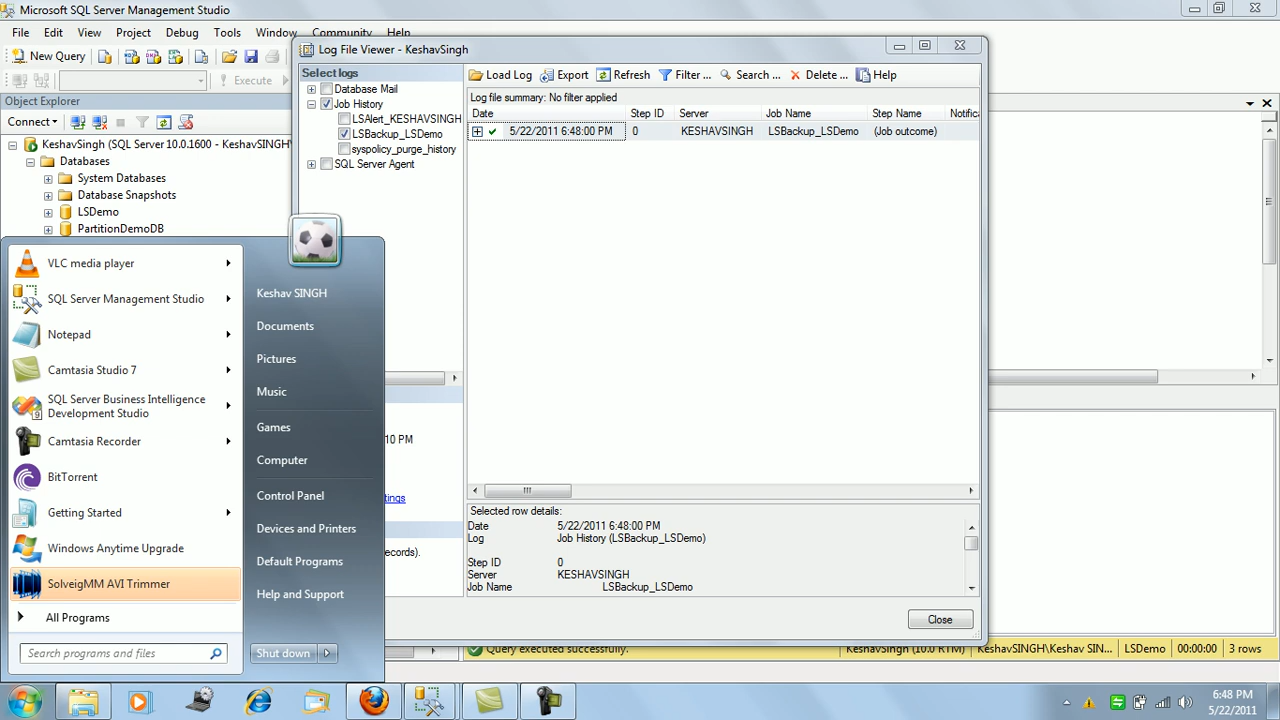 Microsoft SQL Server Management Studio
File Edit View Project Debug Tools Window Community Help
New Query
Execute
Object Explorer
Connect
KeshavSingh (SQL Server 10.0.1600 - KeshavSINGH\
Databases
System Databases
Database Snapshots
LSDemo
PartitionDemoDB
Log File Viewer - KeshavSingh
Select logs
Database Mail
Job History
LSAlert_KESHAVSINGH
LSBackup_LSDemo
syspolicy_purge_history
SQL Server Agent
Load Log Export Refresh Filter ... Search ... Delete ... Help
Log file summary: No filter applied
Date Step ID Server Job Name Step Name Notifica
5/22/2011 6:48:00 PM 0 KESHAVSINGH LSBackup_LSDemo (Job outcome)
Selected row details:
Date 5/22/2011 6:48:00 PM
Log Job History (LSBackup_LSDemo)
Step ID 0
Server KESHAVSINGH
Job Name LSBackup_LSDemo
Close
10 PM
tings
ecords).
VLC media player
SQL Server Management Studio
Notepad
Camtasia Studio 7
SQL Server Business Intelligence
Development Studio
9
Camtasia Recorder
BitTorrent
Getting Started
Windows Anytime Upgrade
SolveigMM AVI Trimmer
All Programs
Search programs and files
Keshav SINGH
Documents
Pictures
Music
Games
Computer
Control Panel
Devices and Printers
Default Programs
Help and Support
Shut down
Query executed successfully. KeshavSingh (10.0 RTM) KeshavSINGH\Keshav SIN... LSDemo 00:00:00 3 rows
6:48 PM
5/22/2011